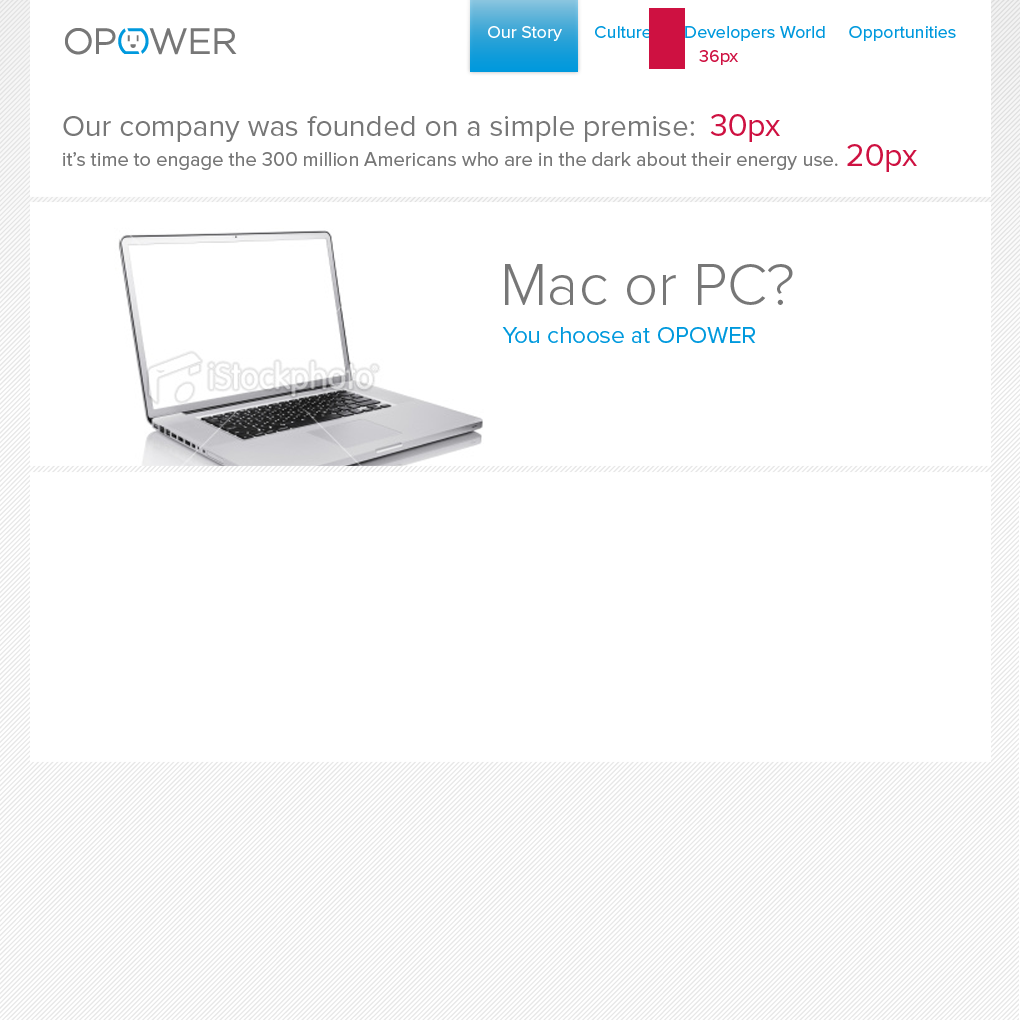 OPOWER
Our Story Culture Developers World Opportunities
36px
Our company was founded on a simple premise: 30px
it’s time to engage the 300 million Americans who are in the dark about their energy use. 20px
Mac or PC?
You choose at OPOWER
iStockphoto®